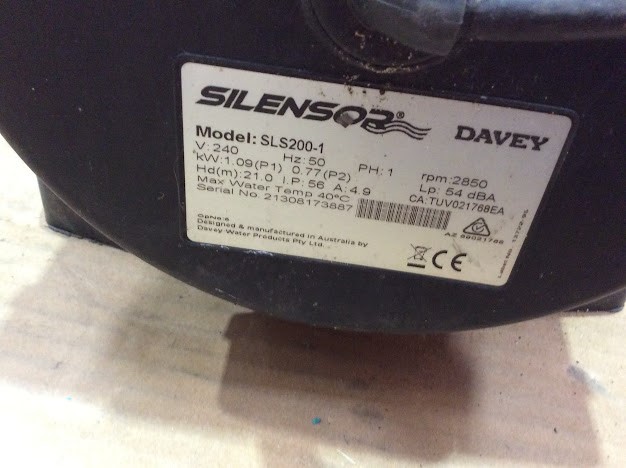 SILENSOR®
DAVEY
Model: SLS200-1
V: 240 Hz: 50 PH: 1 rpm: 2850
kW: 1.09(P1) 0.77(P2) Lp: 54 dBA
Hd(m): 21.0 I.P: 56 A: 4.9 CA:TUV021768EA
Max Water Temp 40°C
Serial No. 21308173887
Designed & manufactured in Australia by
Davey Water Products Pty Ltd.
CE